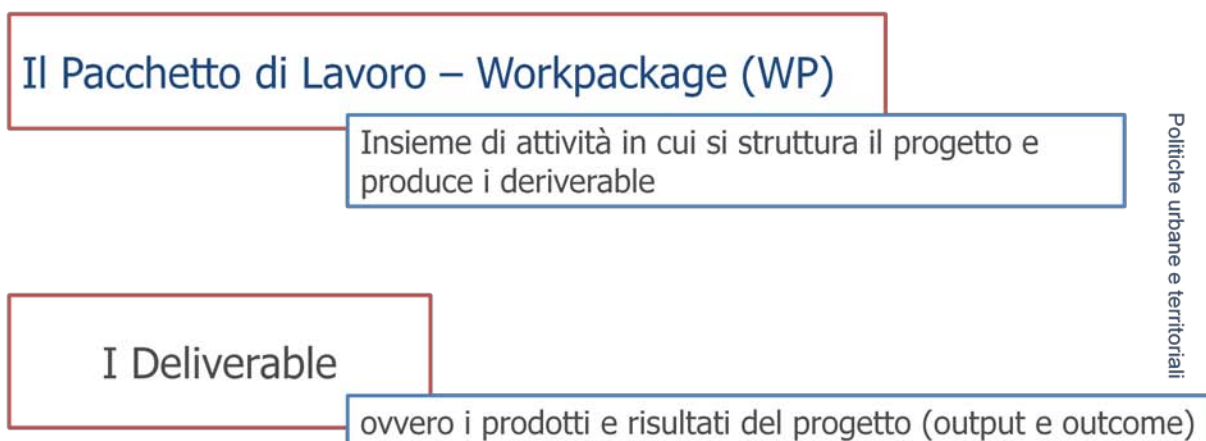 Il Pacchetto di Lavoro – Workpackage (WP)
Insieme di attività in cui si struttura il progetto e
produce i deriverable
Politiche urbane e territoriali
I Deliverable
ovvero i prodotti e risultati del progetto (output e outcome)